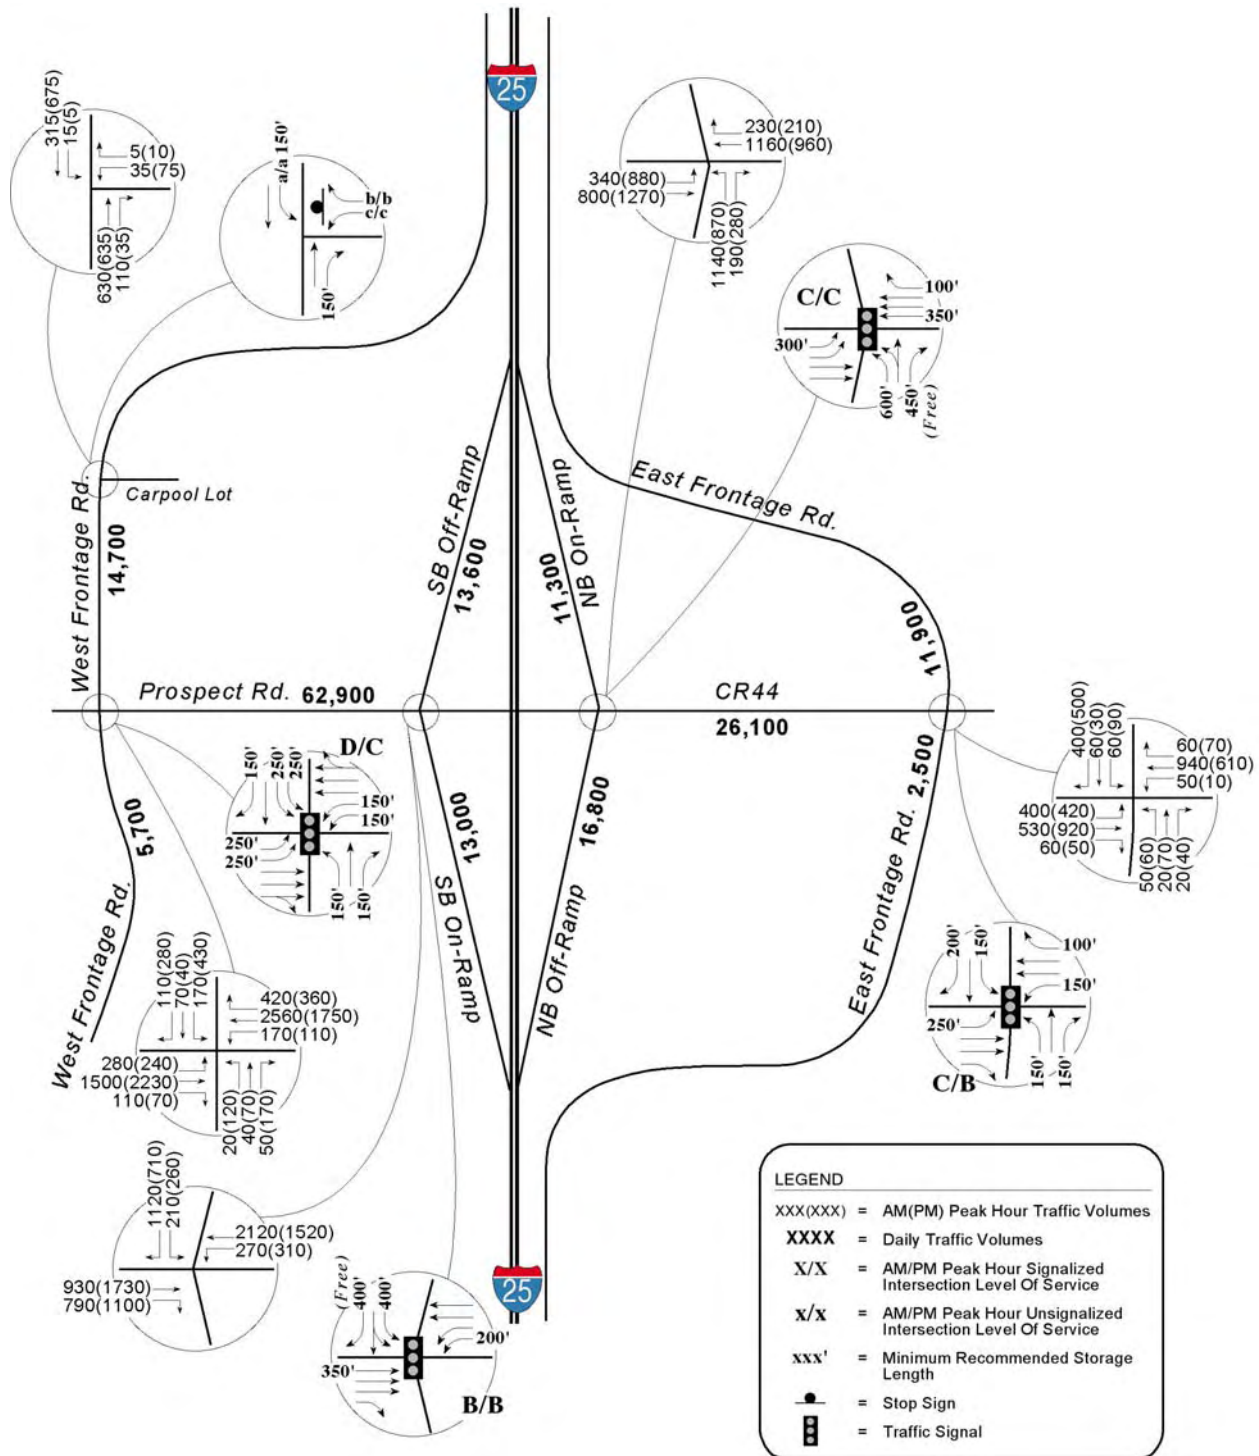 25
315(675)
15(5)
5(10)
35(75)
630(635)
110(35)
a/a 150'
b/b
c/c
150'
230(210)
1160(960)
340(880)
800(1270)
1140(870)
190(280)
C/C
100'
350'
300'
600'
450'
(Free)
West Frontage Rd.
14,700
Carpool Lot
SB Off-Ramp
13,600
NB On-Ramp
11,300
East Frontage Rd.
11,900
Prospect Rd. 62,900
CR44
26,100
D/C
150'
250'
250'
150'
150'
250'
250'
150'
150'
5,700
West Frontage Rd.
13,000
SB On-Ramp
16,800
NB Off-Ramp
East Frontage Rd. 2,500
400(500)
60(30)
60(90)
60(70)
940(610)
50(10)
400(420)
530(920)
60(50)
50(60)
20(70)
20(40)
200'
150'
100'
150'
250'
150'
150'
C/B
110(280)
70(40)
170(430)
420(360)
2560(1750)
170(110)
280(240)
1500(2230)
110(70)
20(120)
40(70)
50(170)
1120(710)
210(260)
2120(1520)
270(310)
930(1730)
790(1100)
25
(Free)
400'
400'
200'
350'
B/B
LEGEND
XXX(XXX) = AM(PM) Peak Hour Traffic Volumes
XXXX = Daily Traffic Volumes
X/X = AM/PM Peak Hour Signalized
Intersection Level Of Service
x/x = AM/PM Peak Hour Unsignalized
Intersection Level Of Service
xxx' = Minimum Recommended Storage
Length
= Stop Sign
= Traffic Signal